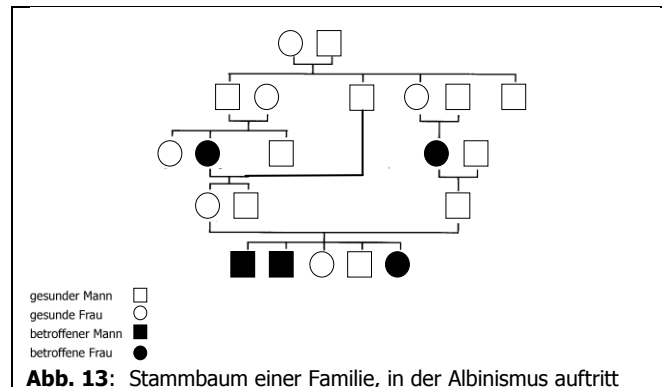 gesunder Mann
gesunde Frau
betroffener Mann
betroffene Frau
Abb. 13: Stammbaum einer Familie, in der Albinismus auftritt